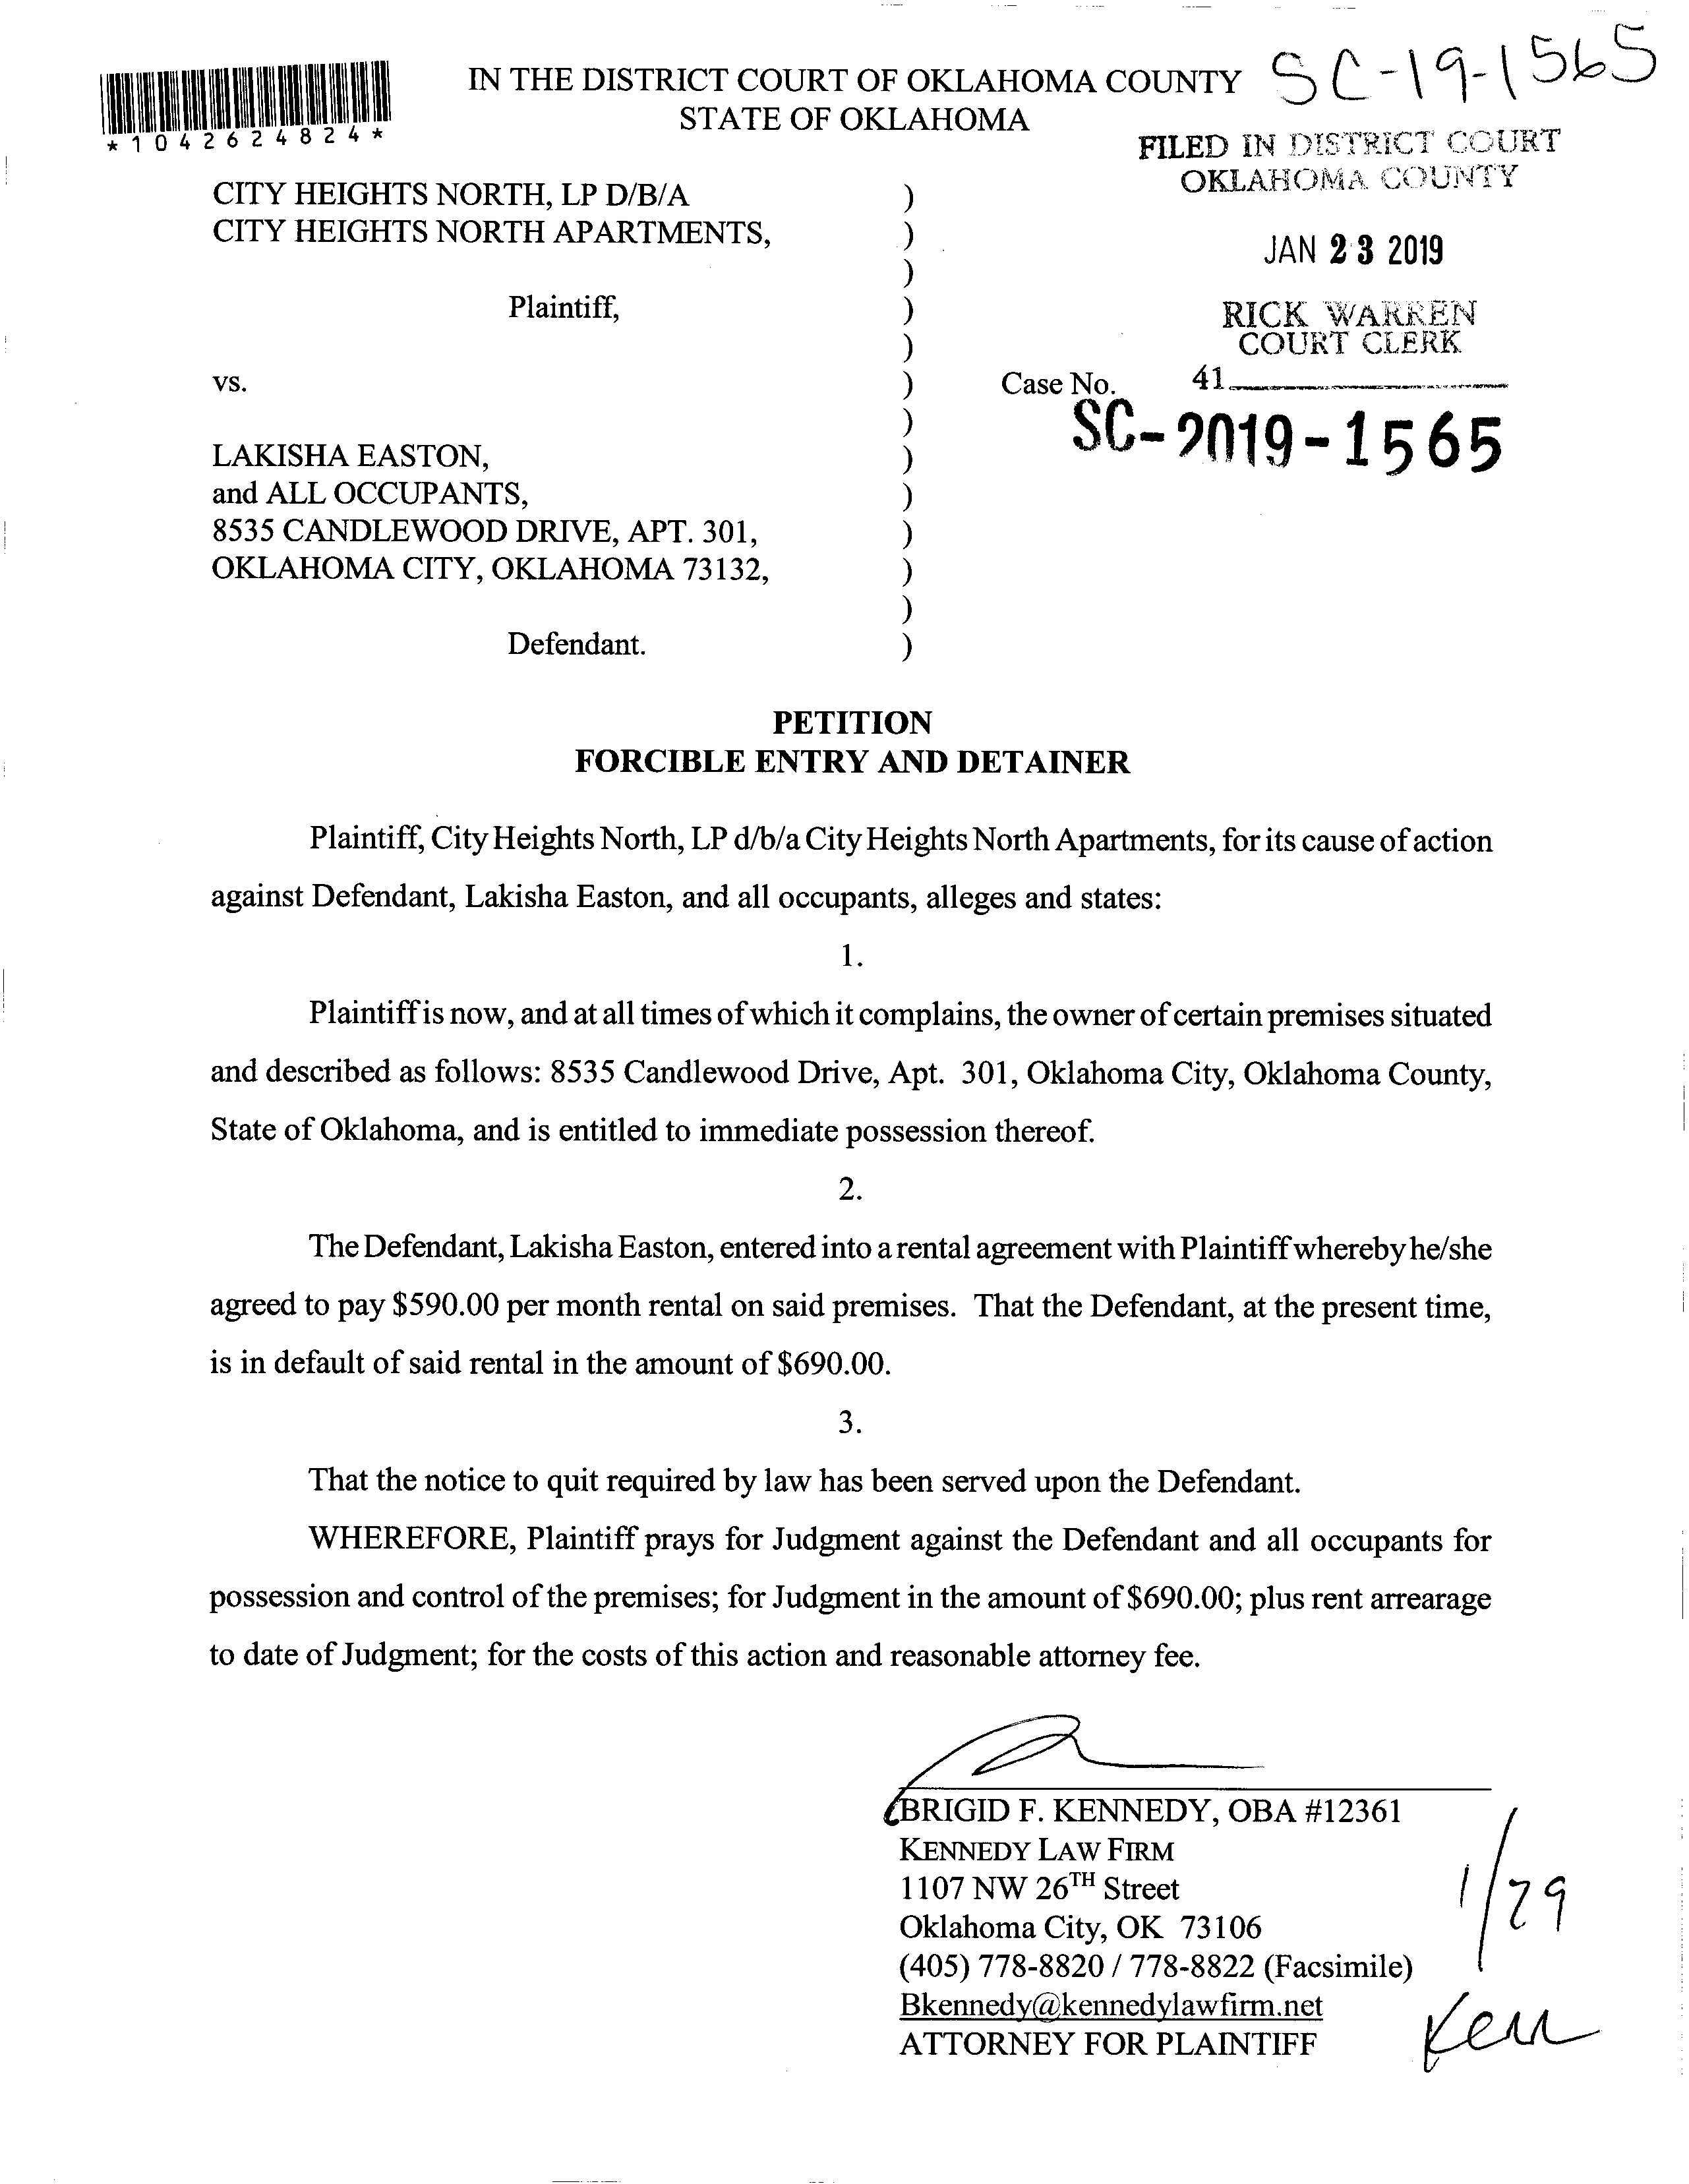 SC-19-1565
IN THE DISTRICT COURT OF OKLAHOMA COUNTY
STATE OF OKLAHOMA
*1042624824*
FILED IN DISTRICT COURT
OKLAHOMA COUNTY
JAN 23 2019
RICK WARREN
COURT CLERK
41
CITY HEIGHTS NORTH, LP D/B/A )
CITY HEIGHTS NORTH APARTMENTS, )
)
Plaintiff, )
)
vs. ) Case No.
) SC-2019-1565
LAKISHA EASTON, )
and ALL OCCUPANTS, )
8535 CANDLEWOOD DRIVE, APT. 301, )
OKLAHOMA CITY, OKLAHOMA 73132, )
)
Defendant. )
PETITION
FORCIBLE ENTRY AND DETAINER
Plaintiff, City Heights North, LP d/b/a City Heights North Apartments, for its cause of action
against Defendant, Lakisha Easton, and all occupants, alleges and states:
1.
Plaintiff is now, and at all times of which it complains, the owner of certain premises situated
and described as follows: 8535 Candlewood Drive, Apt. 301, Oklahoma City, Oklahoma County,
State of Oklahoma, and is entitled to immediate possession thereof.
2.
The Defendant, Lakisha Easton, entered into a rental agreement with Plaintiff whereby he/she
agreed to pay $590.00 per month rental on said premises. That the Defendant, at the present time,
is in default of said rental in the amount of $690.00.
3.
That the notice to quit required by law has been served upon the Defendant.
WHEREFORE, Plaintiff prays for Judgment against the Defendant and all occupants for
possession and control of the premises; for Judgment in the amount of $690.00; plus rent arrearage
to date of Judgment; for the costs of this action and reasonable attorney fee.
BRIGID F. KENNEDY, OBA #12361
KENNEDY LAW FIRM
1107 NW 26TH Street
Oklahoma City, OK 73106
(405) 778-8820 / 778-8822 (Facsimile)
Bkennedy@kennedylawfirm.net
ATTORNEY FOR PLAINTIFF
1/29
Kenn